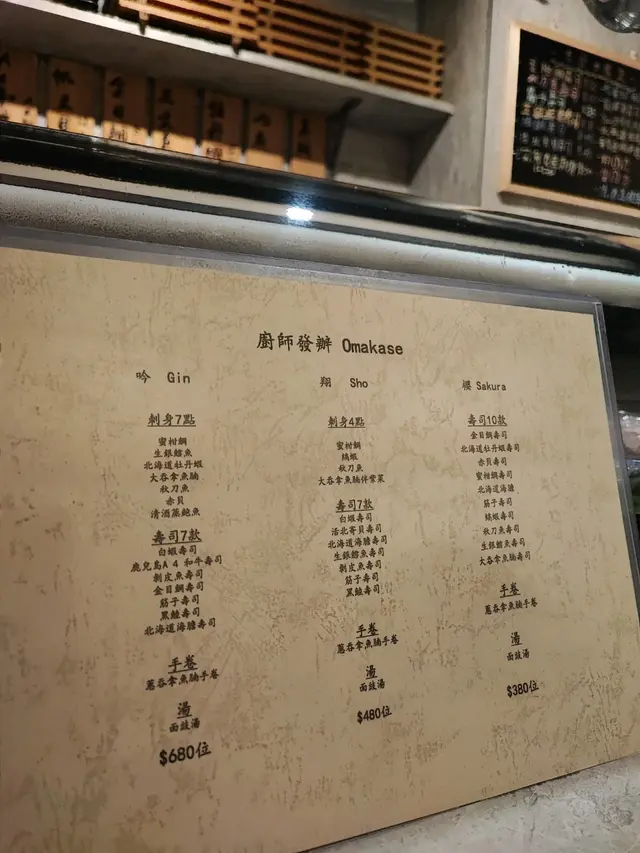 廚師發辦 Omakase
吟 Gin
刺身7點
蜜柑鯛
生銀鱈魚
北海道牡丹蝦
大吞拿魚腩
秋刀魚
赤貝
清酒蒸鮑魚
壽司7款
白蝦壽司
鹿兒島A 4 和牛壽司
剝皮魚壽司
金目鯛壽司
筋子壽司
黑鮑壽司
北海道海膽壽司
手卷
蔥吞拿魚腩手卷
湯
面豉湯
$680位
翔 Sho
刺身4點
蜜柑鯛
秋刀魚
大吞拿魚腩伴紫菜
壽司7款
白蝦壽司
活北寄貝壽司
北海道海膽壽司
生銀鱈魚壽司
剝皮魚壽司
筋子壽司
手卷
蔥吞拿魚腩手卷
湯
面豉湯
$480位
櫻 Sakura
壽司10款
金目鯛壽司
北海道牡丹蝦壽司
赤貝壽司
蜜柑鯛壽司
北海道海膽
筋子壽司
秋刀魚壽司
生銀鱈魚壽司
大吞拿魚腩壽司
手卷
蔥吞拿魚腩手卷
湯
面豉湯
$380位